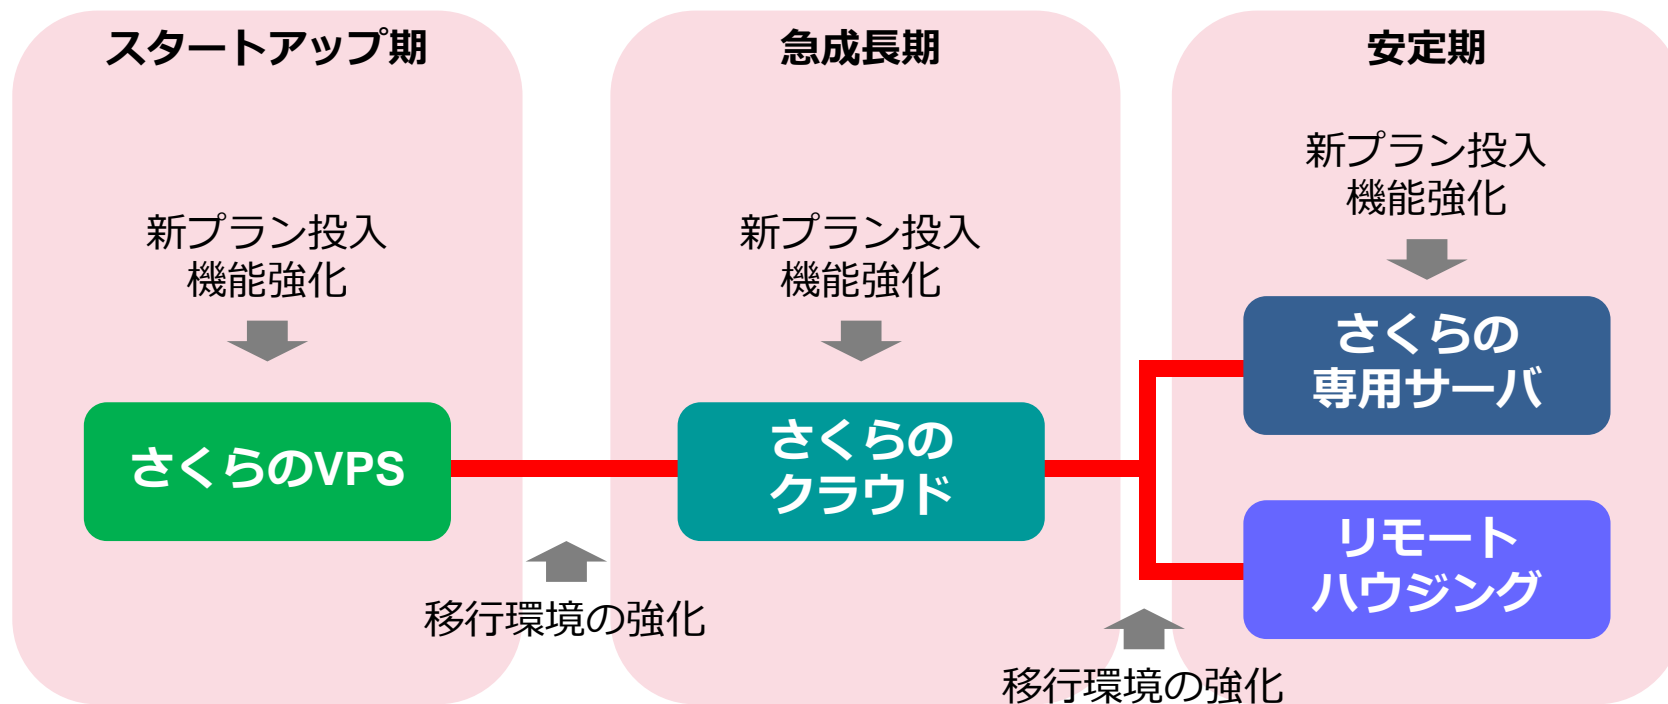 スタートアップ期
新プラン投入
機能強化
さくらのVPS
移行環境の強化
急成長期
新プラン投入
機能強化
さくらの
クラウド
移行環境の強化
安定期
新プラン投入
機能強化
さくらの
専用サーバ
リモート
ハウジング